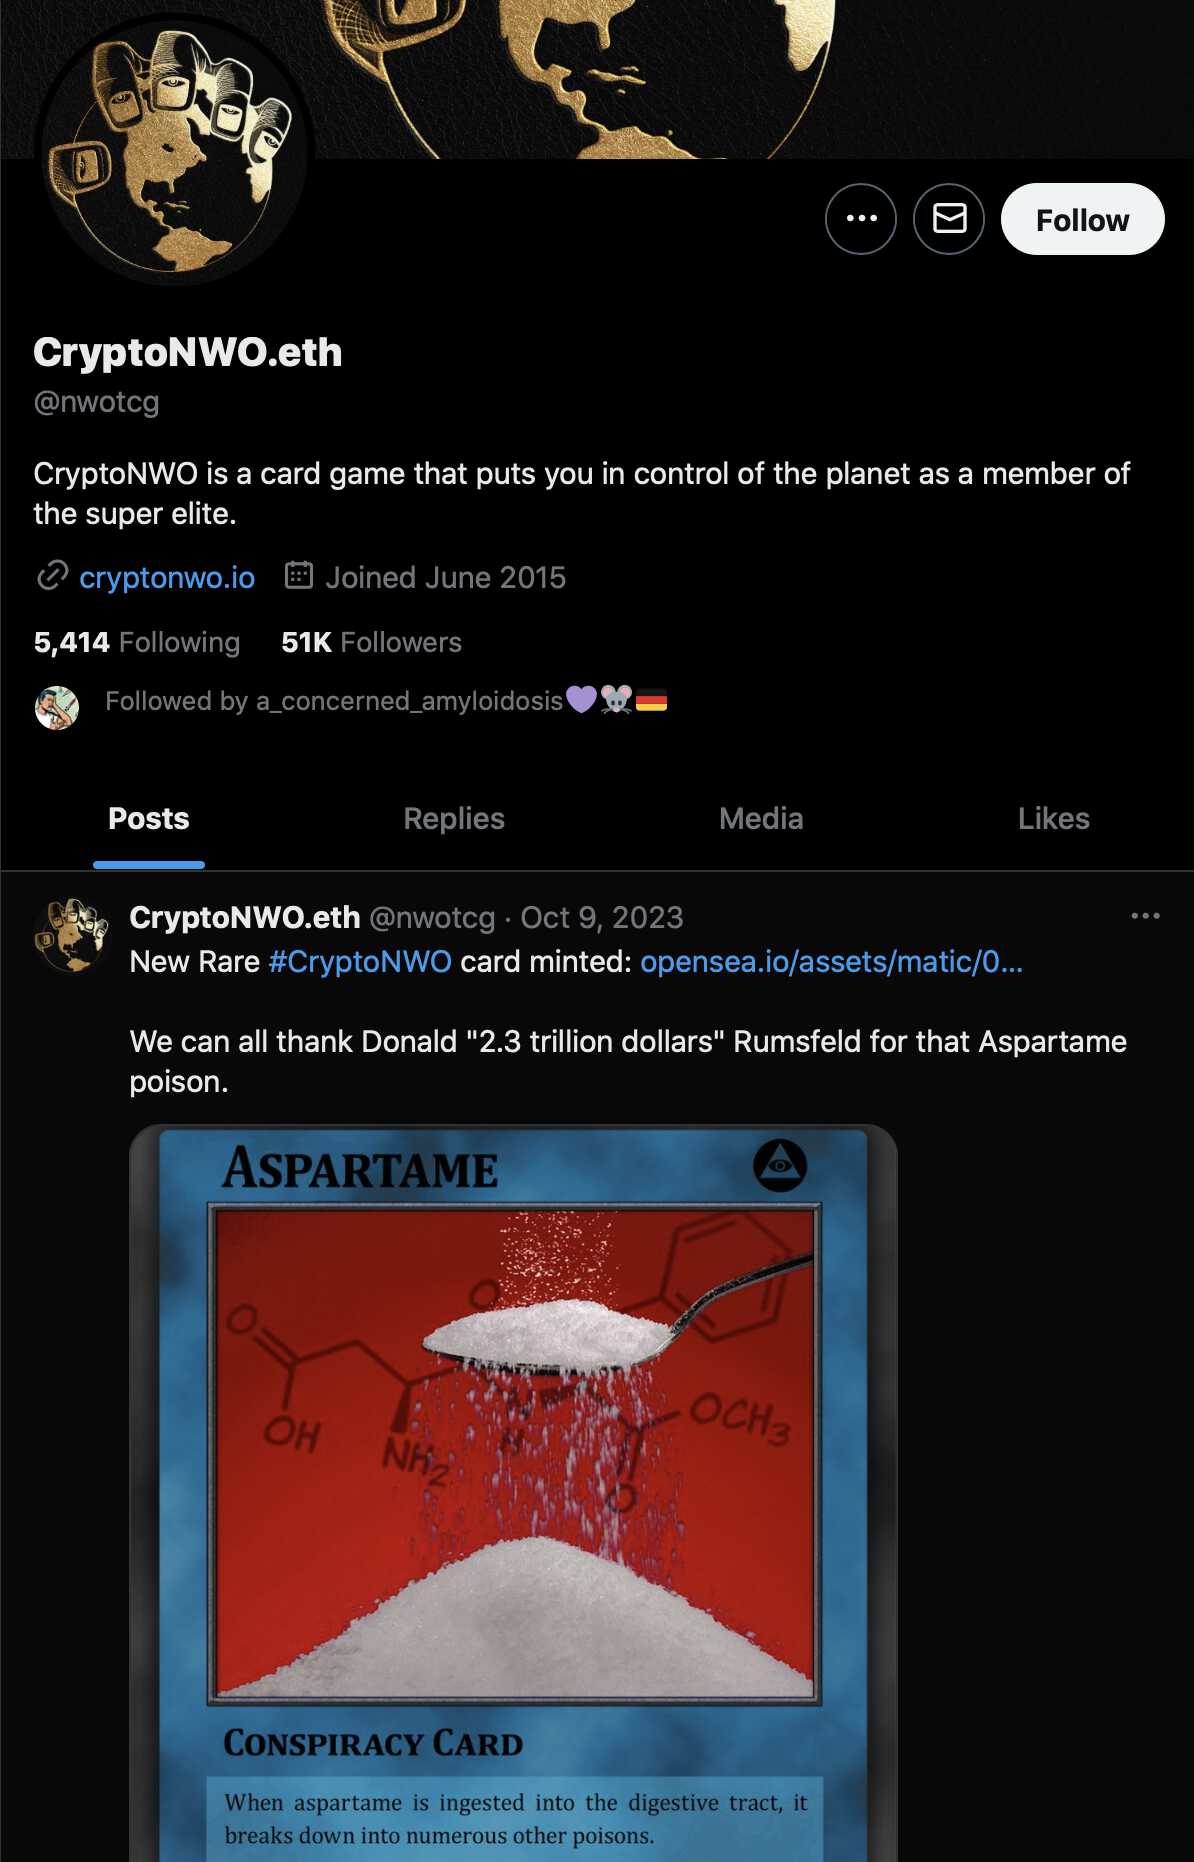 Follow
CryptoNWO.eth
@nwotcg
CryptoNWO is a card game that puts you in control of the planet as a member of
the super elite.
cryptonwo.io Joined June 2015
5,414 Following 51K Followers
Followed by a_concerned_amyloidosis💜🐭🇩🇪
Posts Replies Media Likes
CryptoNWO.eth @nwotcg · Oct 9, 2023
New Rare #CryptoNWO card minted: opensea.io/assets/matic/0...
We can all thank Donald "2.3 trillion dollars" Rumsfeld for that Aspartame
poison.
ASPARTAME
O
O
OH
NH2
N
H
OCH3
O
CONSPIRACY CARD
When aspartame is ingested into the digestive tract, it
breaks down into numerous other poisons.